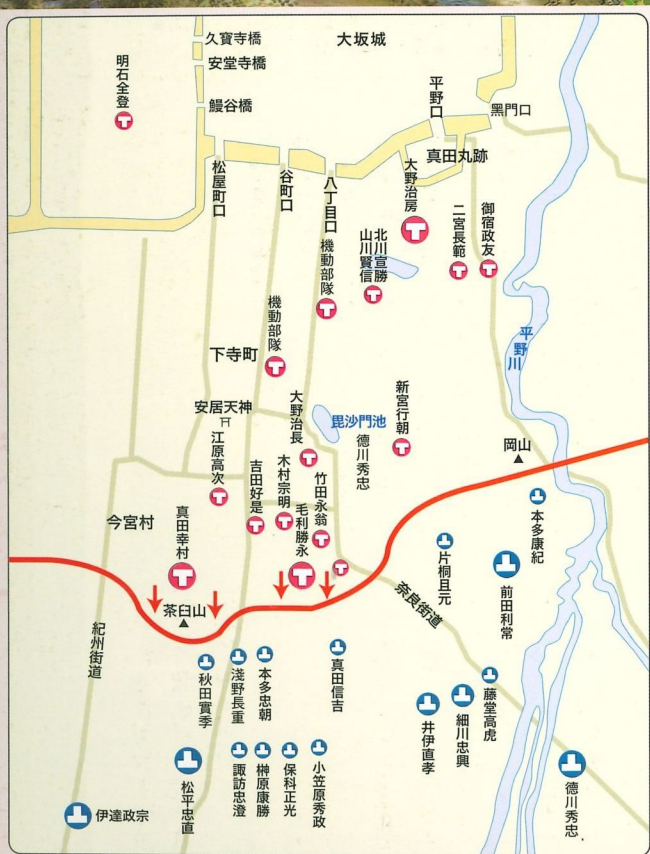 久寶寺橋
大坂城
安堂寺橋
明石全登
鰻谷橋
平野口
黑門口
真田丸跡
松屋町口
谷町口
八丁目口
大野治房
二宮長範
御宿政友
北川宣勝
山川賢信
機動部隊
機動部隊
平野川
下寺町
安居天神
大野治長
毘沙門池
新宮行朝
德川秀忠
岡山
江原高次
吉田好是
木村宗明
竹田永翁
毛利勝永
真田幸村
今宮村
本多康紀
片桐且元
前田利常
茶臼山
奈良街道
紀州街道
秋田實季
淺野長重
本多忠朝
真田信吉
藤堂高虎
細川忠興
井伊直孝
松平忠直
諏訪忠澄
榊原康勝
保科正光
小笠原秀政
德川秀忠
伊達政宗